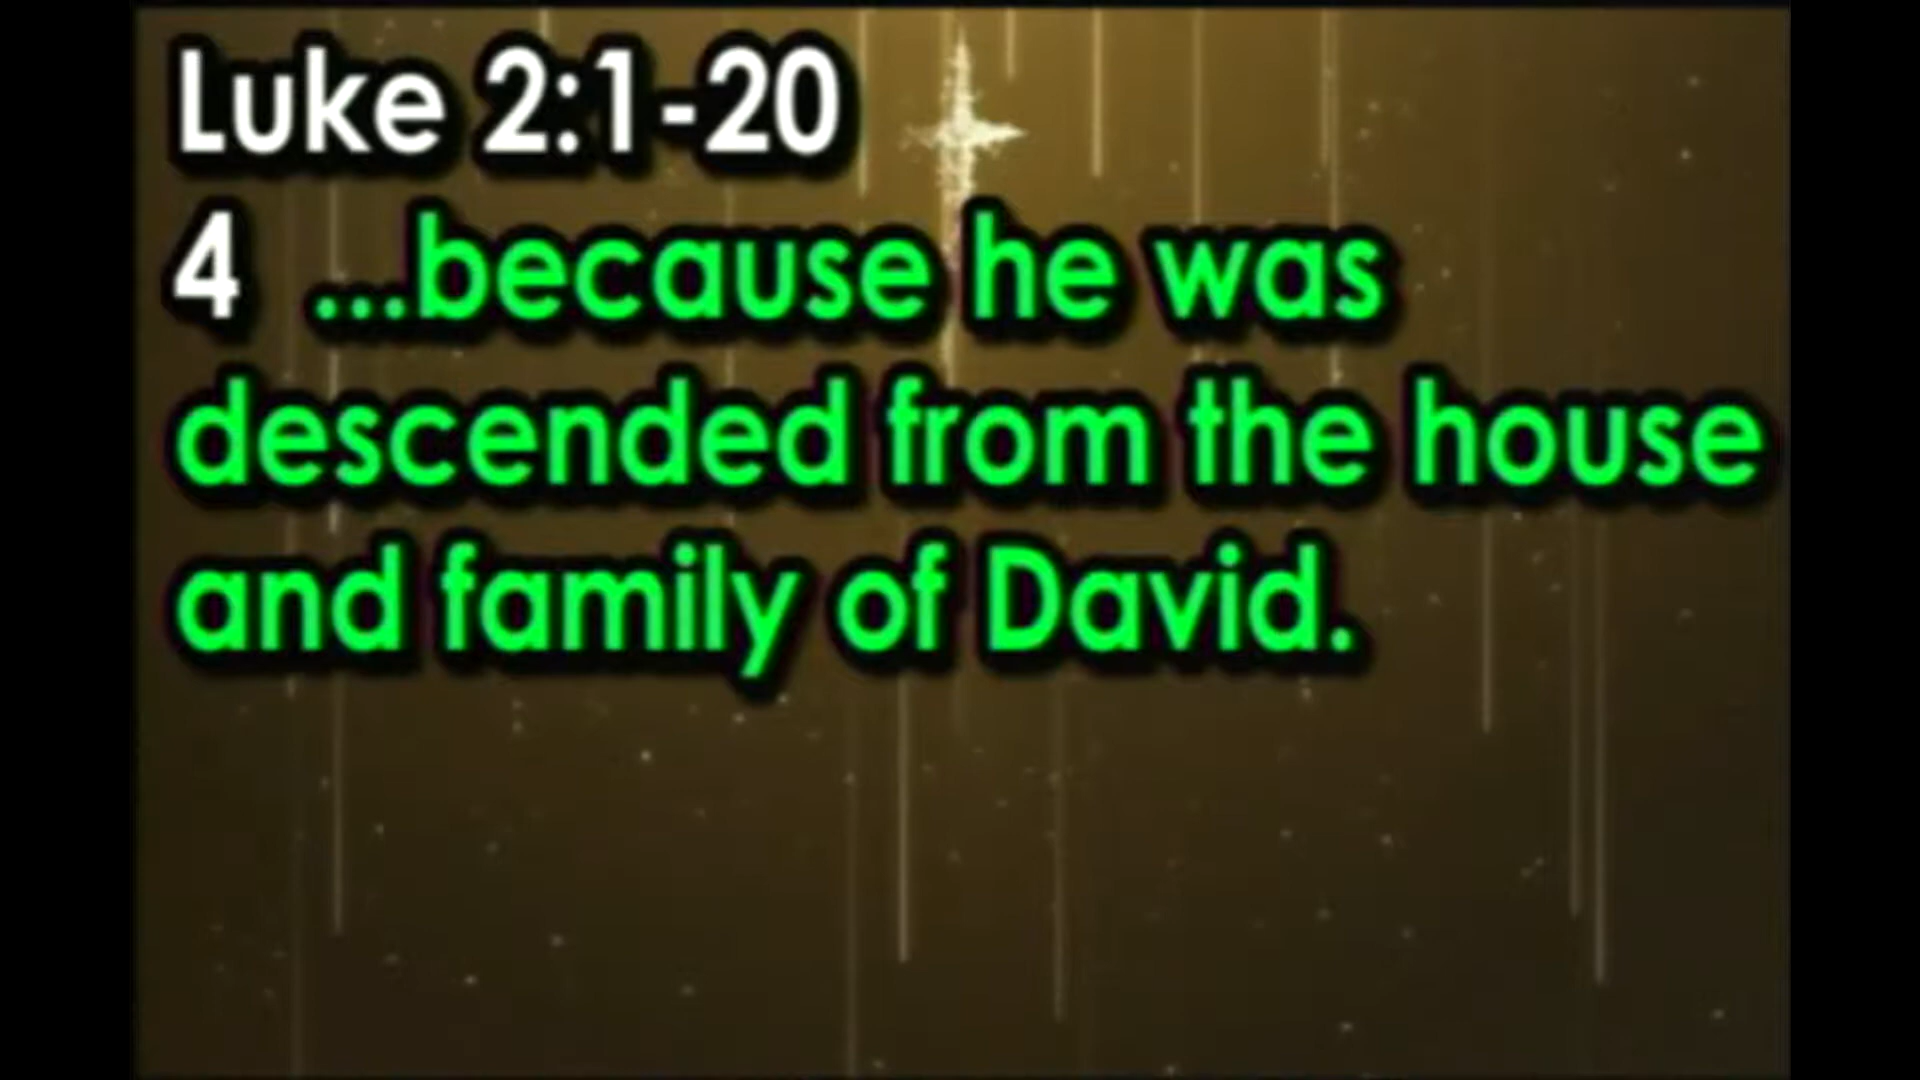 Luke 2:1-20
4 ...because he was
descended from the house
and family of David.